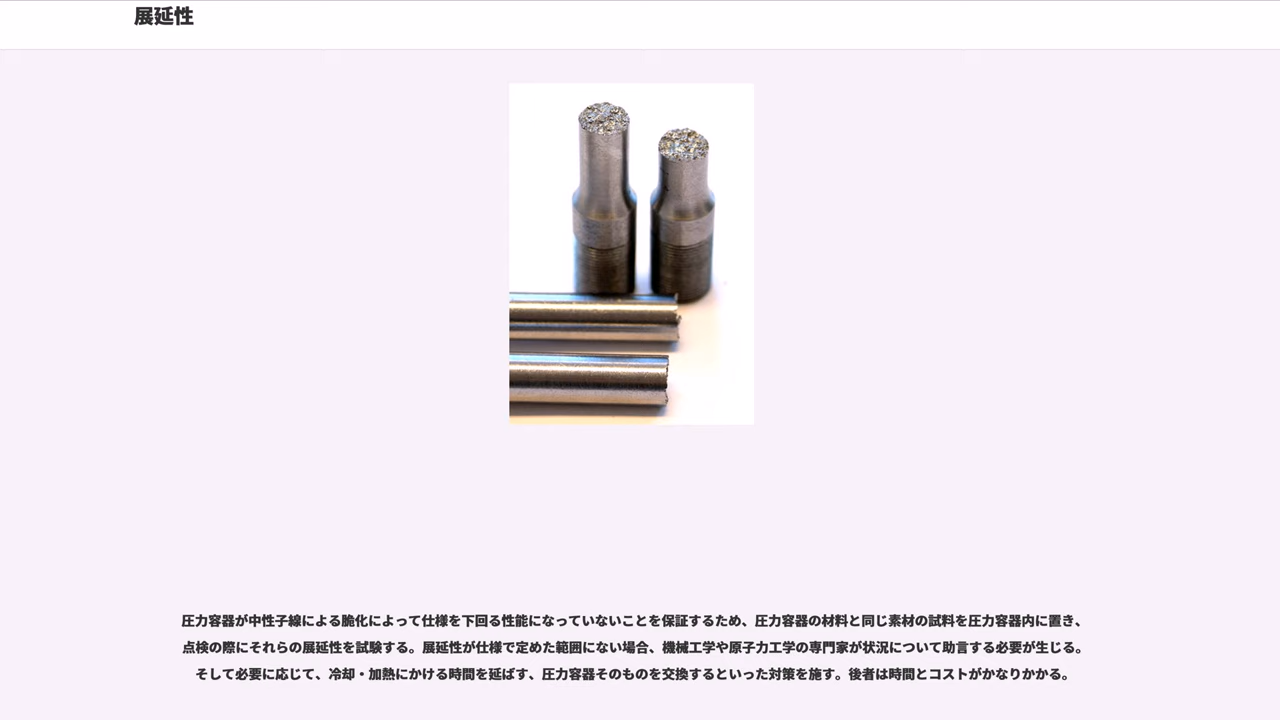 展延性
圧力容器が中性子線による脆化によって仕様を下回る性能になっていないことを保証するため、圧力容器の材料と同じ素材の試料を圧力容器内に置き、
点検の際にそれらの展延性を試験する。展延性が仕様で定めた範囲にない場合、機械工学や原子力工学の専門家が状況について助言する必要が生じる。
そして必要に応じて、冷却・加熱にかける時間を延ばす、圧力容器そのものを交換するといった対策を施す。後者は時間とコストがかなりかかる。